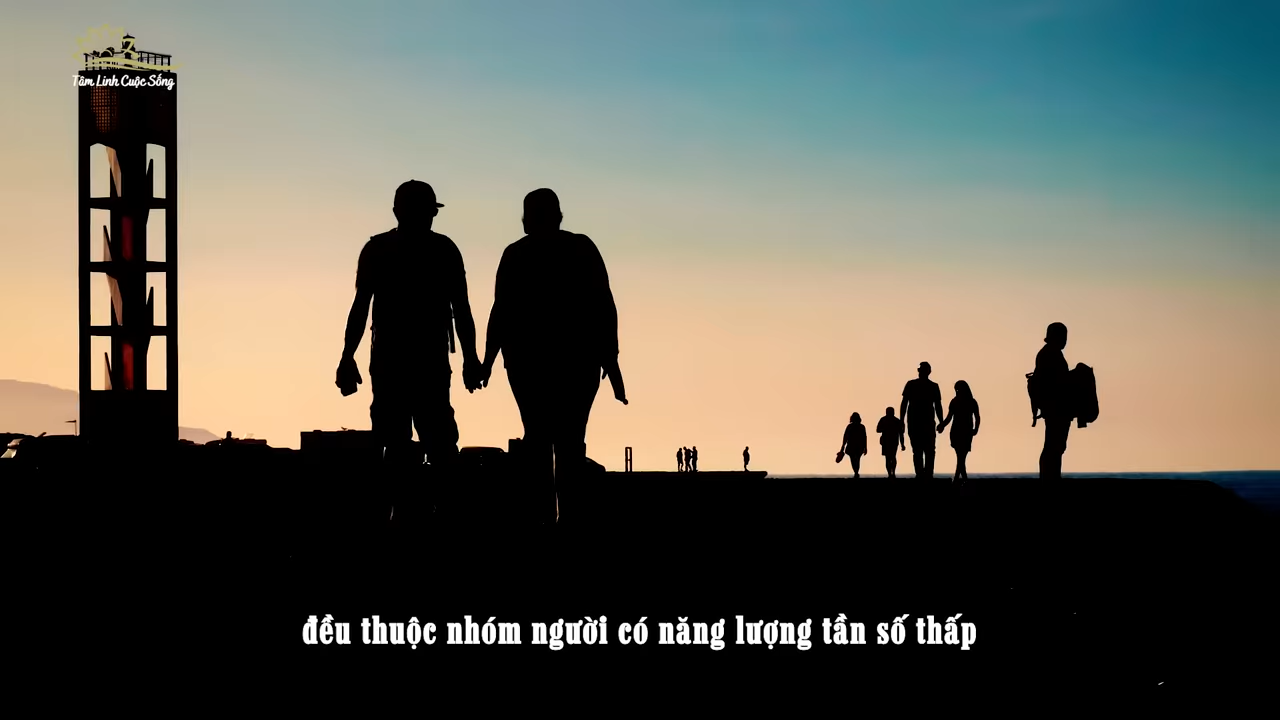 Tâm Linh Cuộc Sống
đều thuộc nhóm người có năng lượng tần số thấp